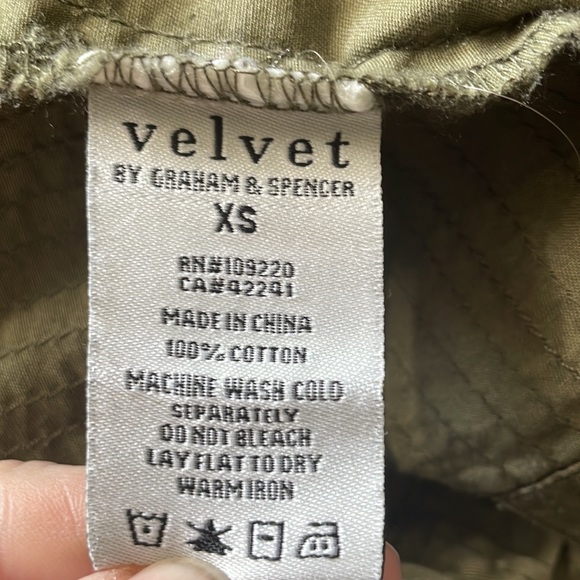 velvet
BY GRAHAM & SPENCER
XS
RN#109220
CA#42241
MADE IN CHINA
100% COTTON
MACHINE WASH COLD
SEPARATELY
DO NOT BLEACH
LAY FLAT TO DRY
WARM IRON